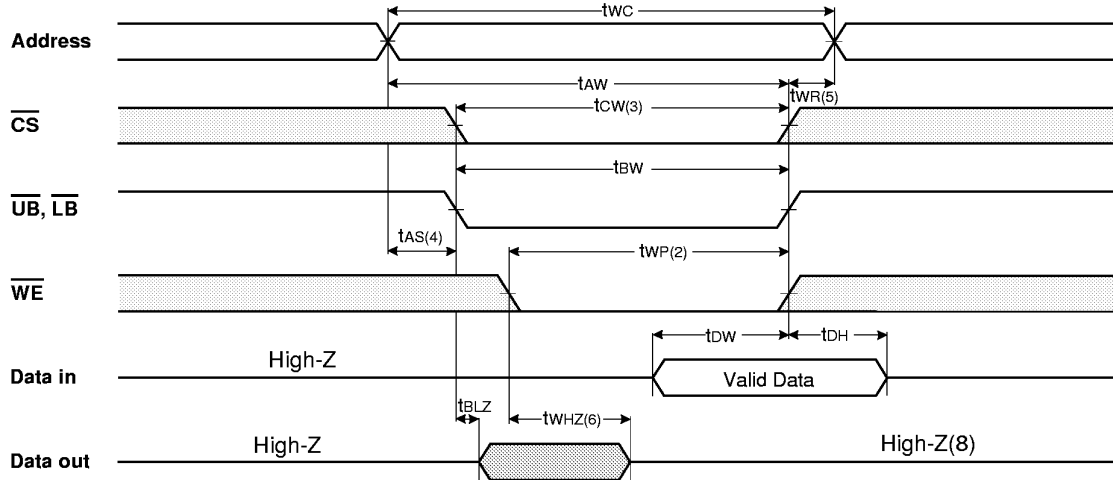 tWC
Address
tAW
tWR(5)
tCW(3)
CS
tBW
UB, LB
tAS(4)
tWP(2)
WE
tDW
tDH
High-Z
Data in
Valid Data
tBLZ
tWHZ(6)
High-Z
High-Z(8)
Data out